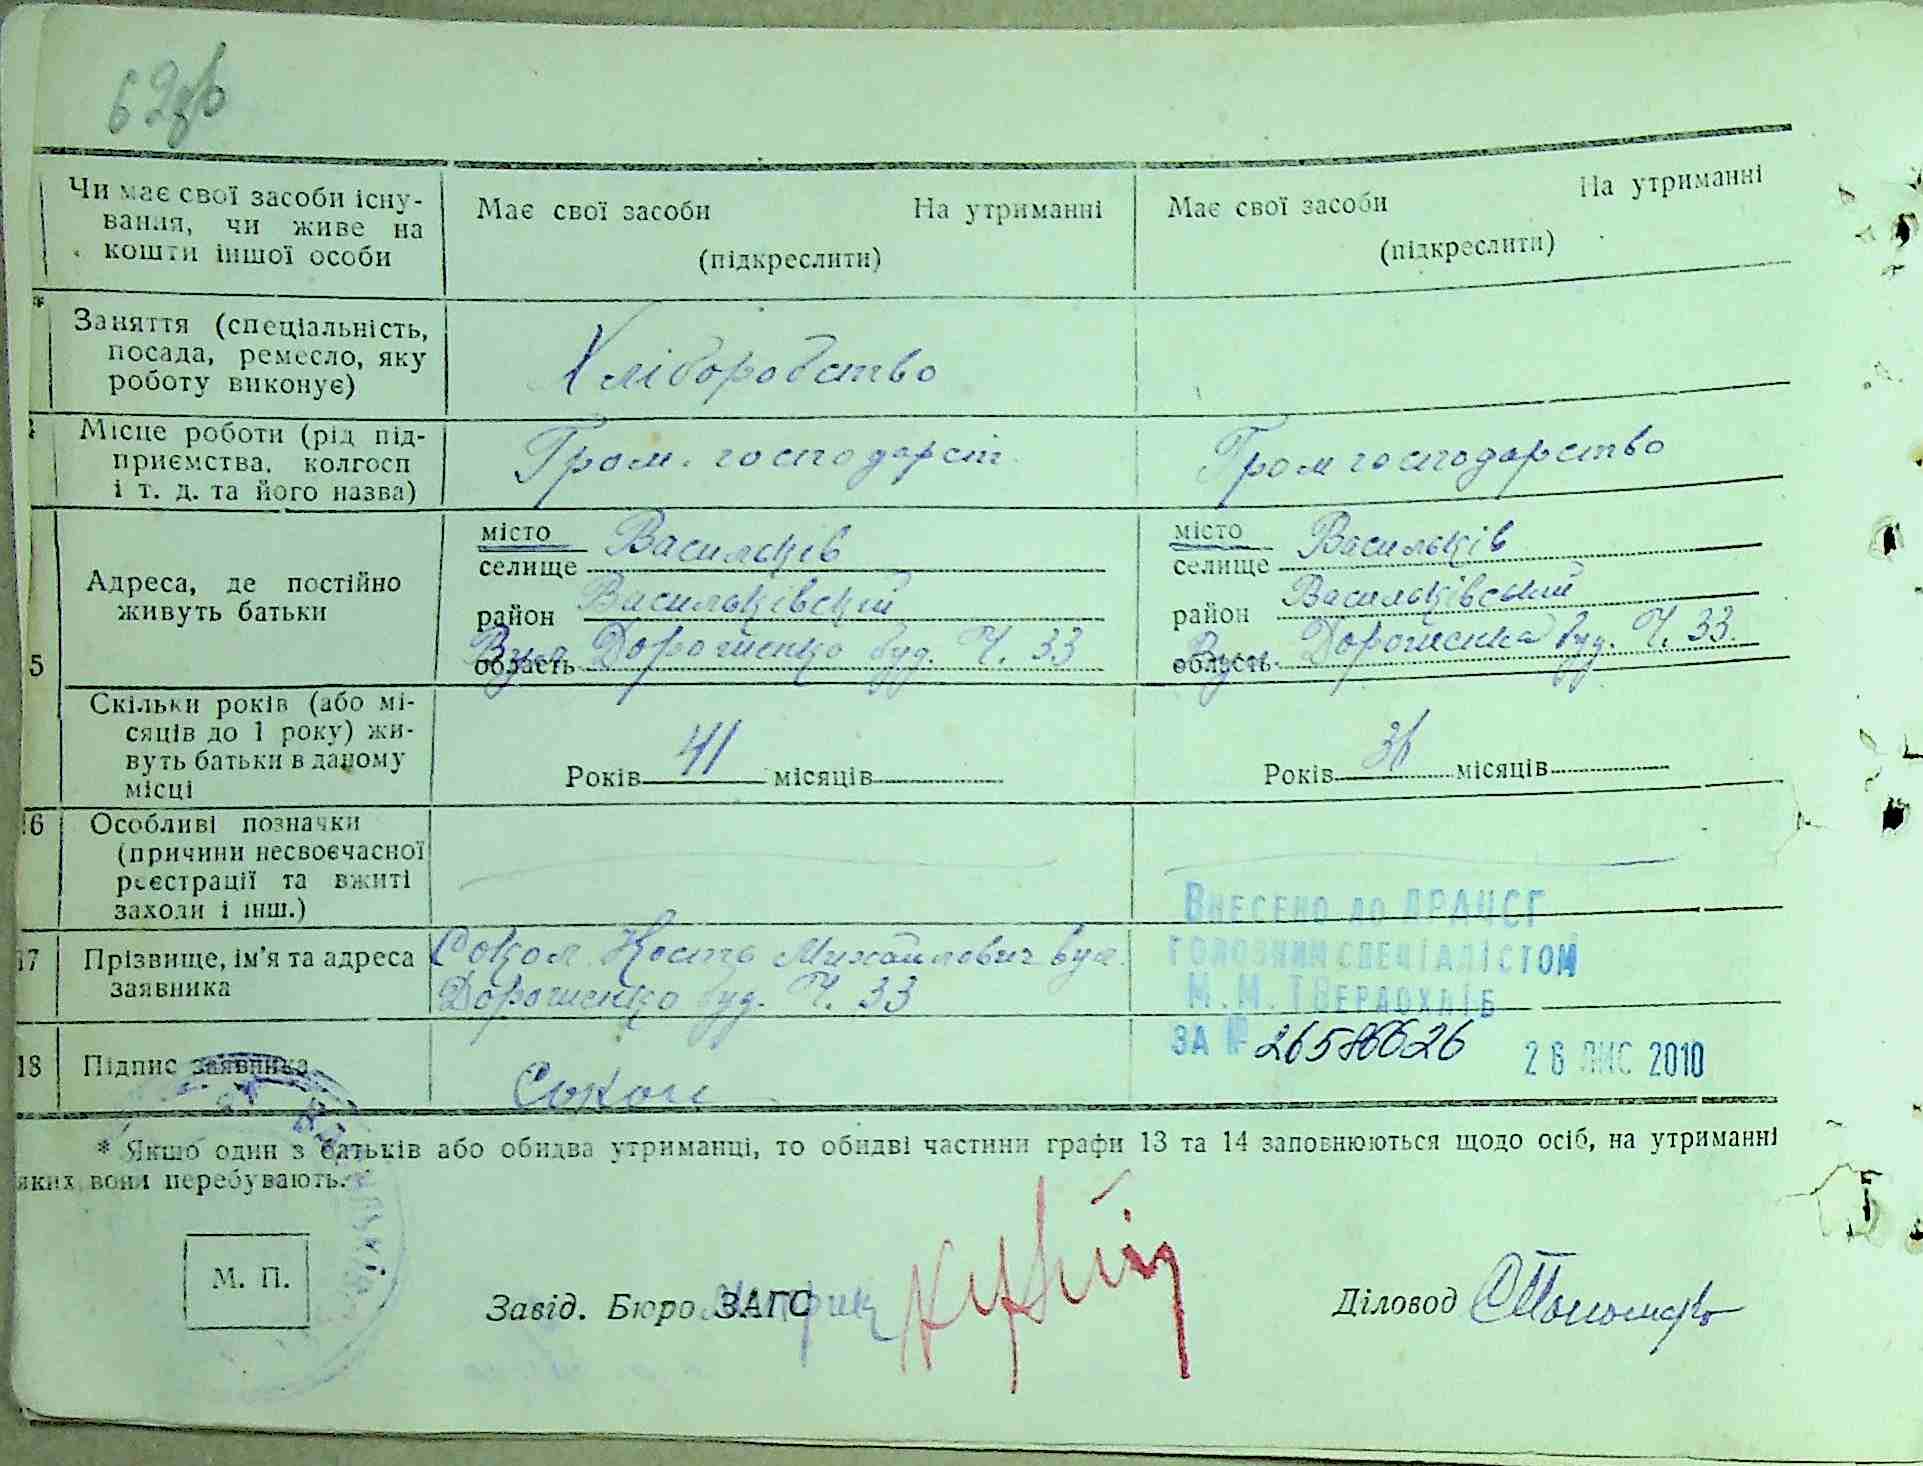 62зв
Чи має свої засоби існу-
вання, чи живе на
кошти іншої особи
Має свої засоби На утриманні
(підкреслити)
Має свої засоби На утриманні
(підкреслити)
Заняття (спеціальність,
посада, ремесло, яку
роботу виконує)
Хліборобство
Місце роботи (рід під-
приємства, колгосп
і т. д. та його назва)
Гром. господарст
Гром господарство
5
Адреса, де постійно
живуть батьки
місто
селище Васильків
район Васильківский
область Вул. Дорошенко буд. Ч. 33
місто
селище Васильків
район Васильківський
область Вул. Дорошенка буд. Ч. 33.
Скільки років (або мі-
сяців до 1 року) жи-
вуть батьки в даному
місці
Років 41 місяців
Років 36 місяців
16
Особливі позначки
(причини несвоєчасної
реєстрації та вжиті
заходи і інш.)
17
Прізвище, ім'я та адреса
заявника
Сокол Кость Михайлович вул.
Дорошенко буд. Ч. 33
Внесено до ДРАЦСГ
головним спеціалістом
М.М. Твердохліб
за № 26586626 26 ЛИС 2010
18
Підпис заявника
Сокол
* Якшо один з батьків або обидва утриманці, то обидві частини графи 13 та 14 заповнюються щодо осіб, на утриманні
яких вони перебувають.
М. П.
Завід. Бюро ЗАГС
Діловод